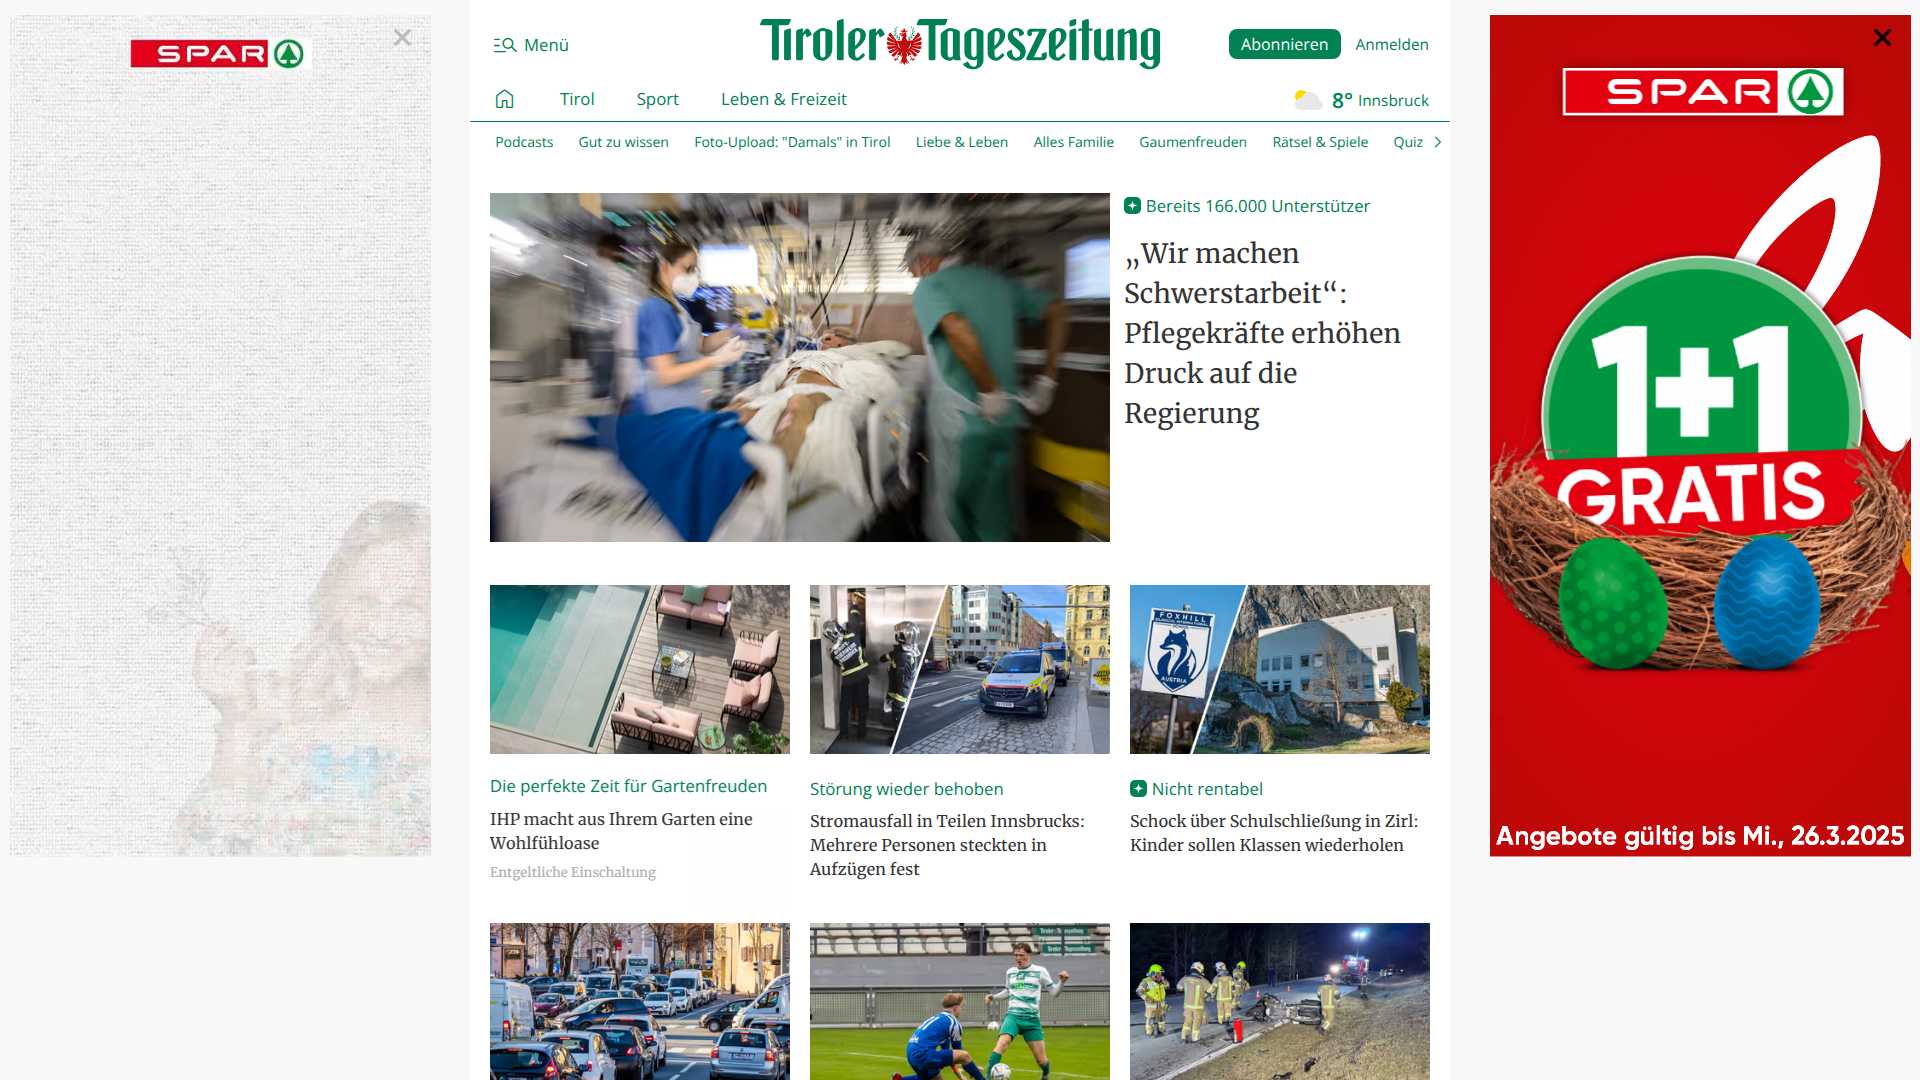 SPAR
Menü
Tiroler Tageszeitung
Abonnieren
Anmelden
Tirol
Sport
Leben & Freizeit
8° Innsbruck
Podcasts
Gut zu wissen
Foto-Upload: "Damals" in Tirol
Liebe & Leben
Alles Familie
Gaumenfreuden
Rätsel & Spiele
Quiz
Bereits 166.000 Unterstützer
„Wir machen
Schwerstarbeit“:
Pflegekräfte erhöhen
Druck auf die
Regierung
FOXHILL
AUSTRIA
Die perfekte Zeit für Gartenfreuden
IHP macht aus Ihrem Garten eine
Wohlfühloase
Entgeltliche Einschaltung
Störung wieder behoben
Stromausfall in Teilen Innsbrucks:
Mehrere Personen steckten in
Aufzügen fest
Nicht rentabel
Schock über Schulschließung in Zirl:
Kinder sollen Klassen wiederholen
SPAR
1+1
GRATIS
Angebote gültig bis Mi., 26.3.2025